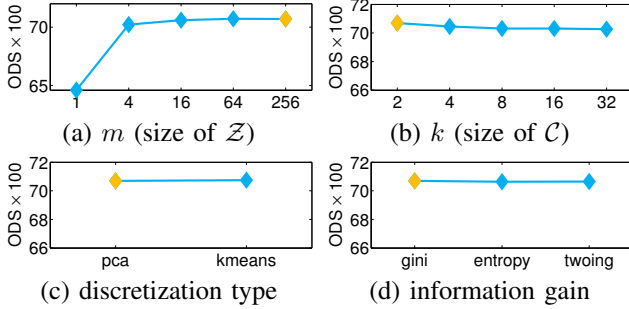 ODS × 100
70
65
1 4 16 64 256
(a) m (size of 𝒵)
ODS × 100
72
70
68
66
2 4 8 16 32
(b) k (size of 𝒞)
ODS × 100
72
70
68
66
pca kmeans
(c) discretization type
ODS × 100
72
70
68
66
gini entropy twoing
(d) information gain